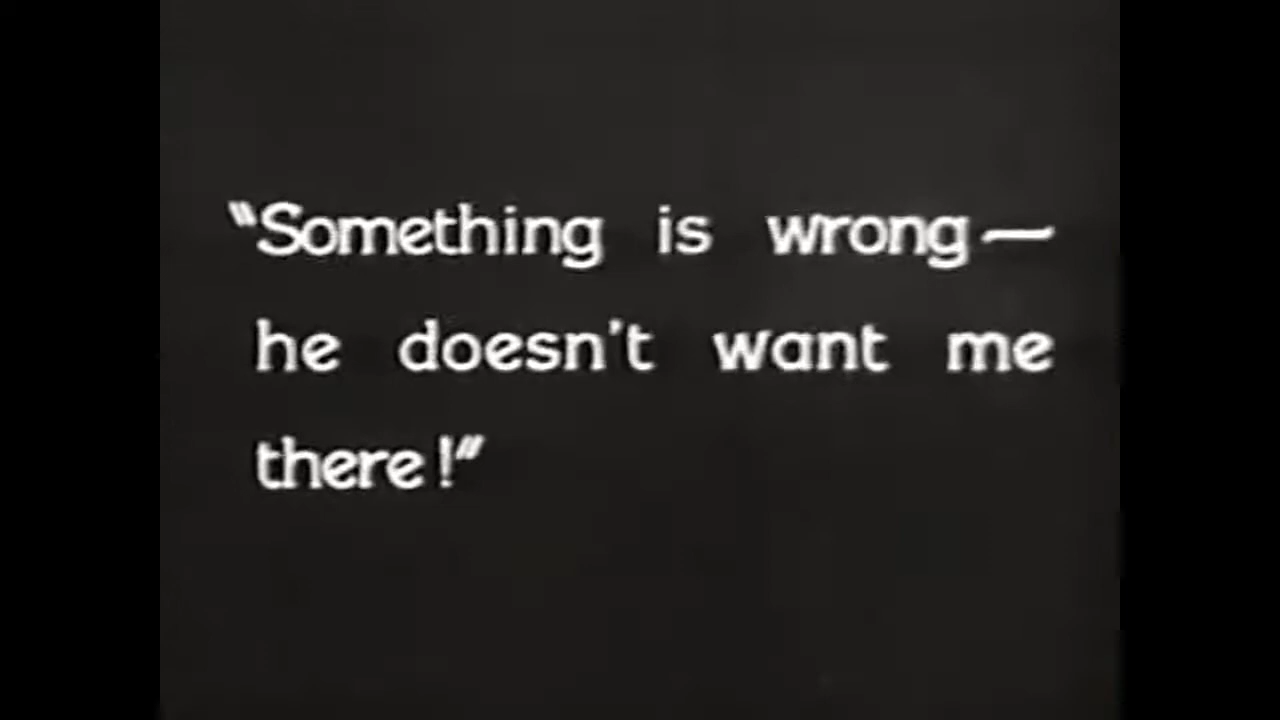 "Something is wrong—
he doesn't want me
there!"